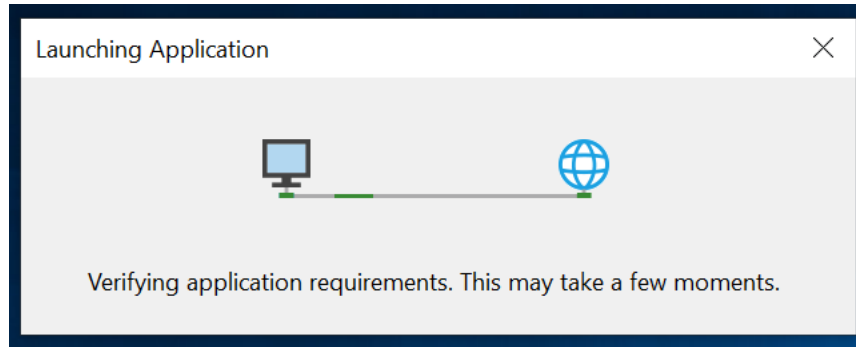 Launching Application
Verifying application requirements. This may take a few moments.